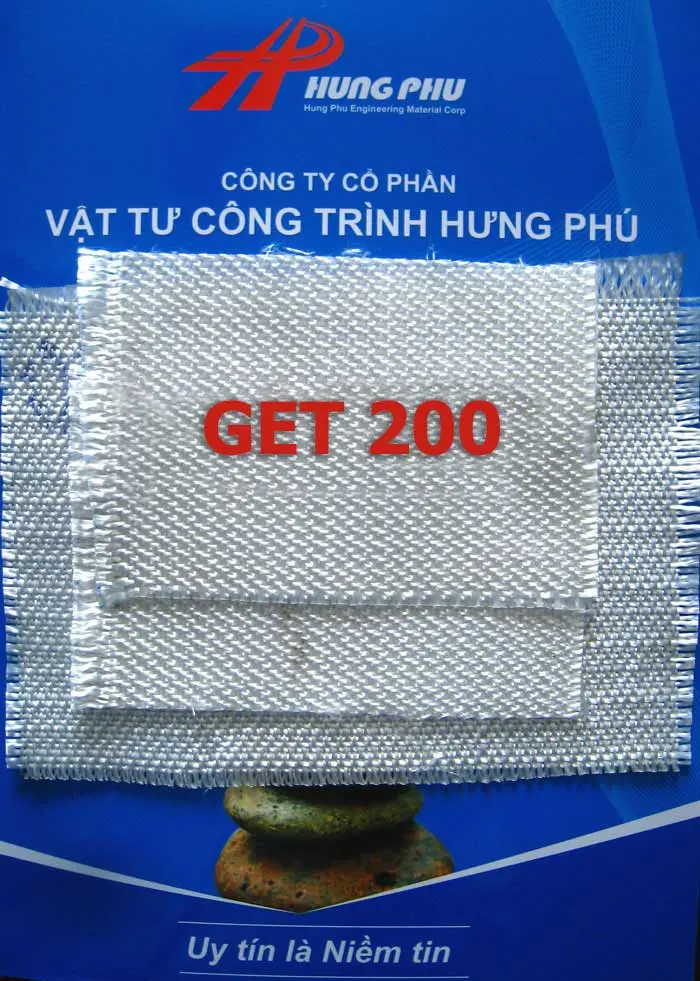 HUNG PHU
Hung Phu Engineering Material Corp
CÔNG TY CỔ PHẦN
VẬT TƯ CÔNG TRÌNH HƯNG PHÚ
GET 200
Uy tín là Niềm tin